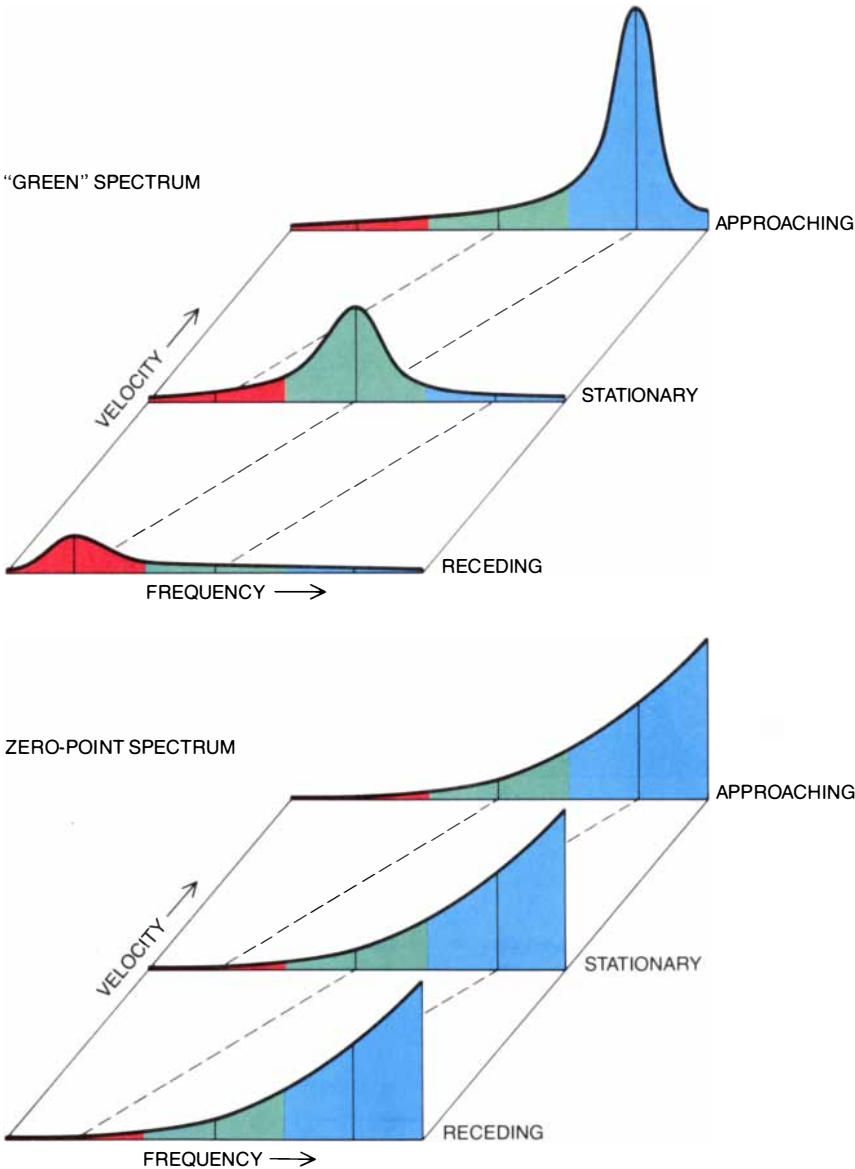 "GREEN" SPECTRUM
APPROACHING
VELOCITY
STATIONARY
RECEDING
FREQUENCY
ZERO-POINT SPECTRUM
APPROACHING
VELOCITY
STATIONARY
RECEDING
FREQUENCY